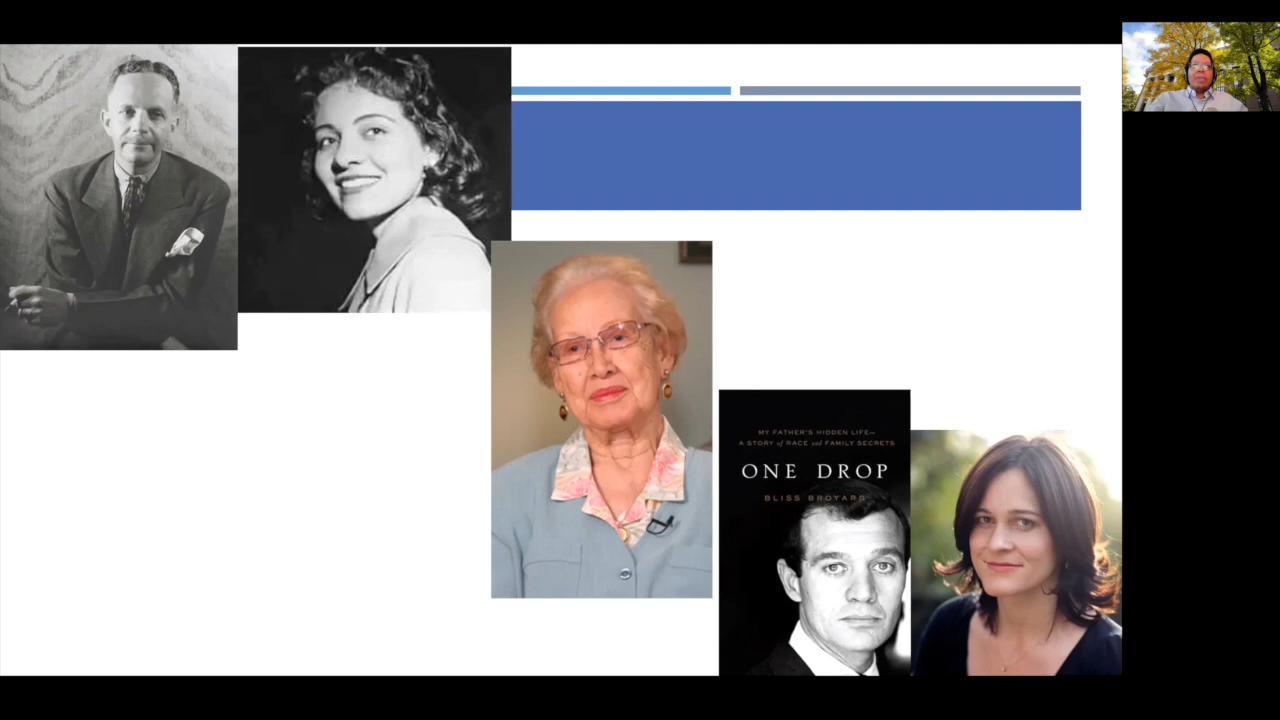 MY FATHER'S HIDDEN LIFE—
A STORY of RACE and FAMILY SECRETS
ONE DROP
BLISS BROYARD